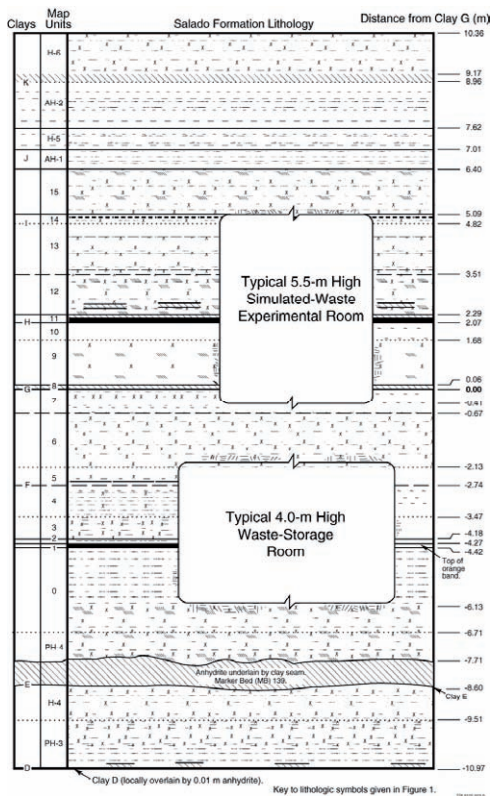 Clays
Map
Units
Salado Formation Lithology
Distance from Clay G (m)
10.36
H-6
9.17
K
8.96
AH-2
7.62
H-5
7.01
J
AH-1
6.40
15
5.09
I
14
4.82
13
3.51
12
2.29
H
11
2.07
10
1.68
9
0.06
8
G
0.00
7
-0.41
-0.67
6
-2.13
5
F
-2.74
4
-3.47
3
-4.18
2
-4.27
1
-4.42
Top of
orange
band.
0
-6.13
-6.71
PH-4
-7.71
E
-8.60
Clay E
H-4
-9.51
PH-3
D
-10.97
Typical 5.5-m High
Simulated-Waste
Experimental Room
Typical 4.0-m High
Waste-Storage
Room
Anhydrite underlain by clay seam.
Marker Bed (MB) 139.
Clay D (locally overlain by 0.01 m anhydrite).
Key to lithologic symbols given in Figure 1.